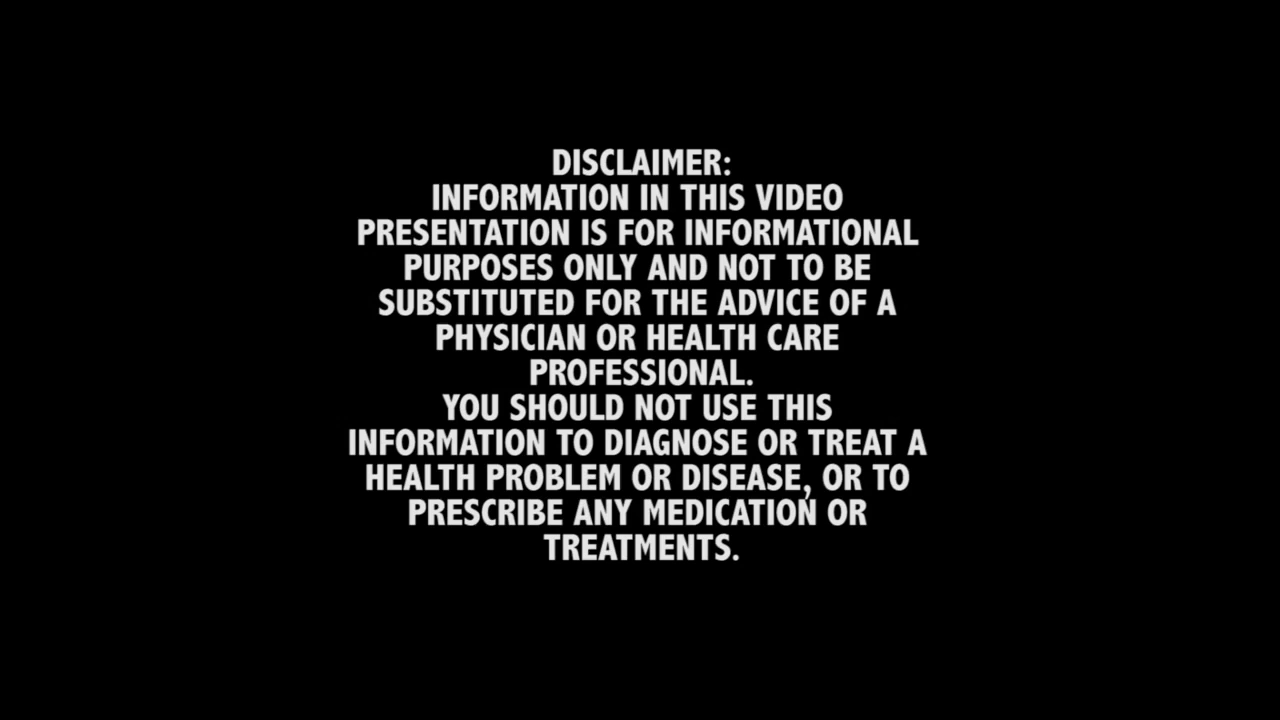 DISCLAIMER:
INFORMATION IN THIS VIDEO
PRESENTATION IS FOR INFORMATIONAL
PURPOSES ONLY AND NOT TO BE
SUBSTITUTED FOR THE ADVICE OF A
PHYSICIAN OR HEALTH CARE
PROFESSIONAL.
YOU SHOULD NOT USE THIS
INFORMATION TO DIAGNOSE OR TREAT A
HEALTH PROBLEM OR DISEASE, OR TO
PRESCRIBE ANY MEDICATION OR
TREATMENTS.